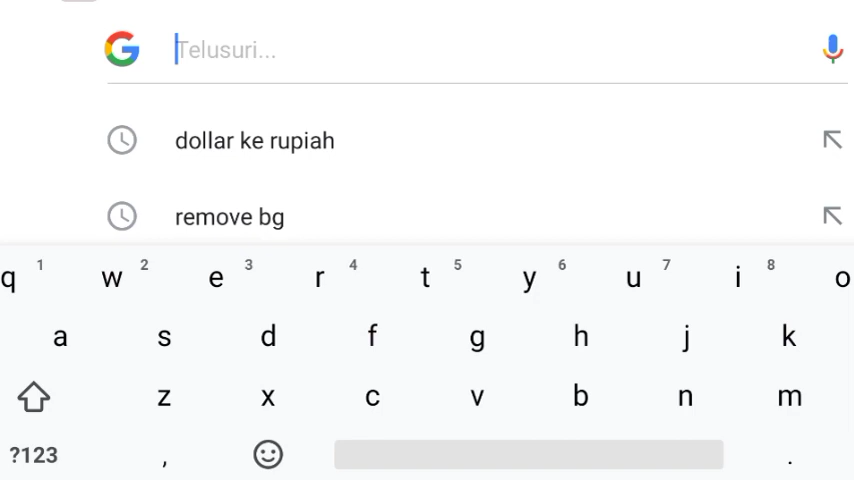 Telusuri...
dollar ke rupiah
remove bg
q 1 w 2 e 3 r 4 t 5 y 6 u 7 i 8 o
a s d f g h j k
z x c v b n m
?123 , .